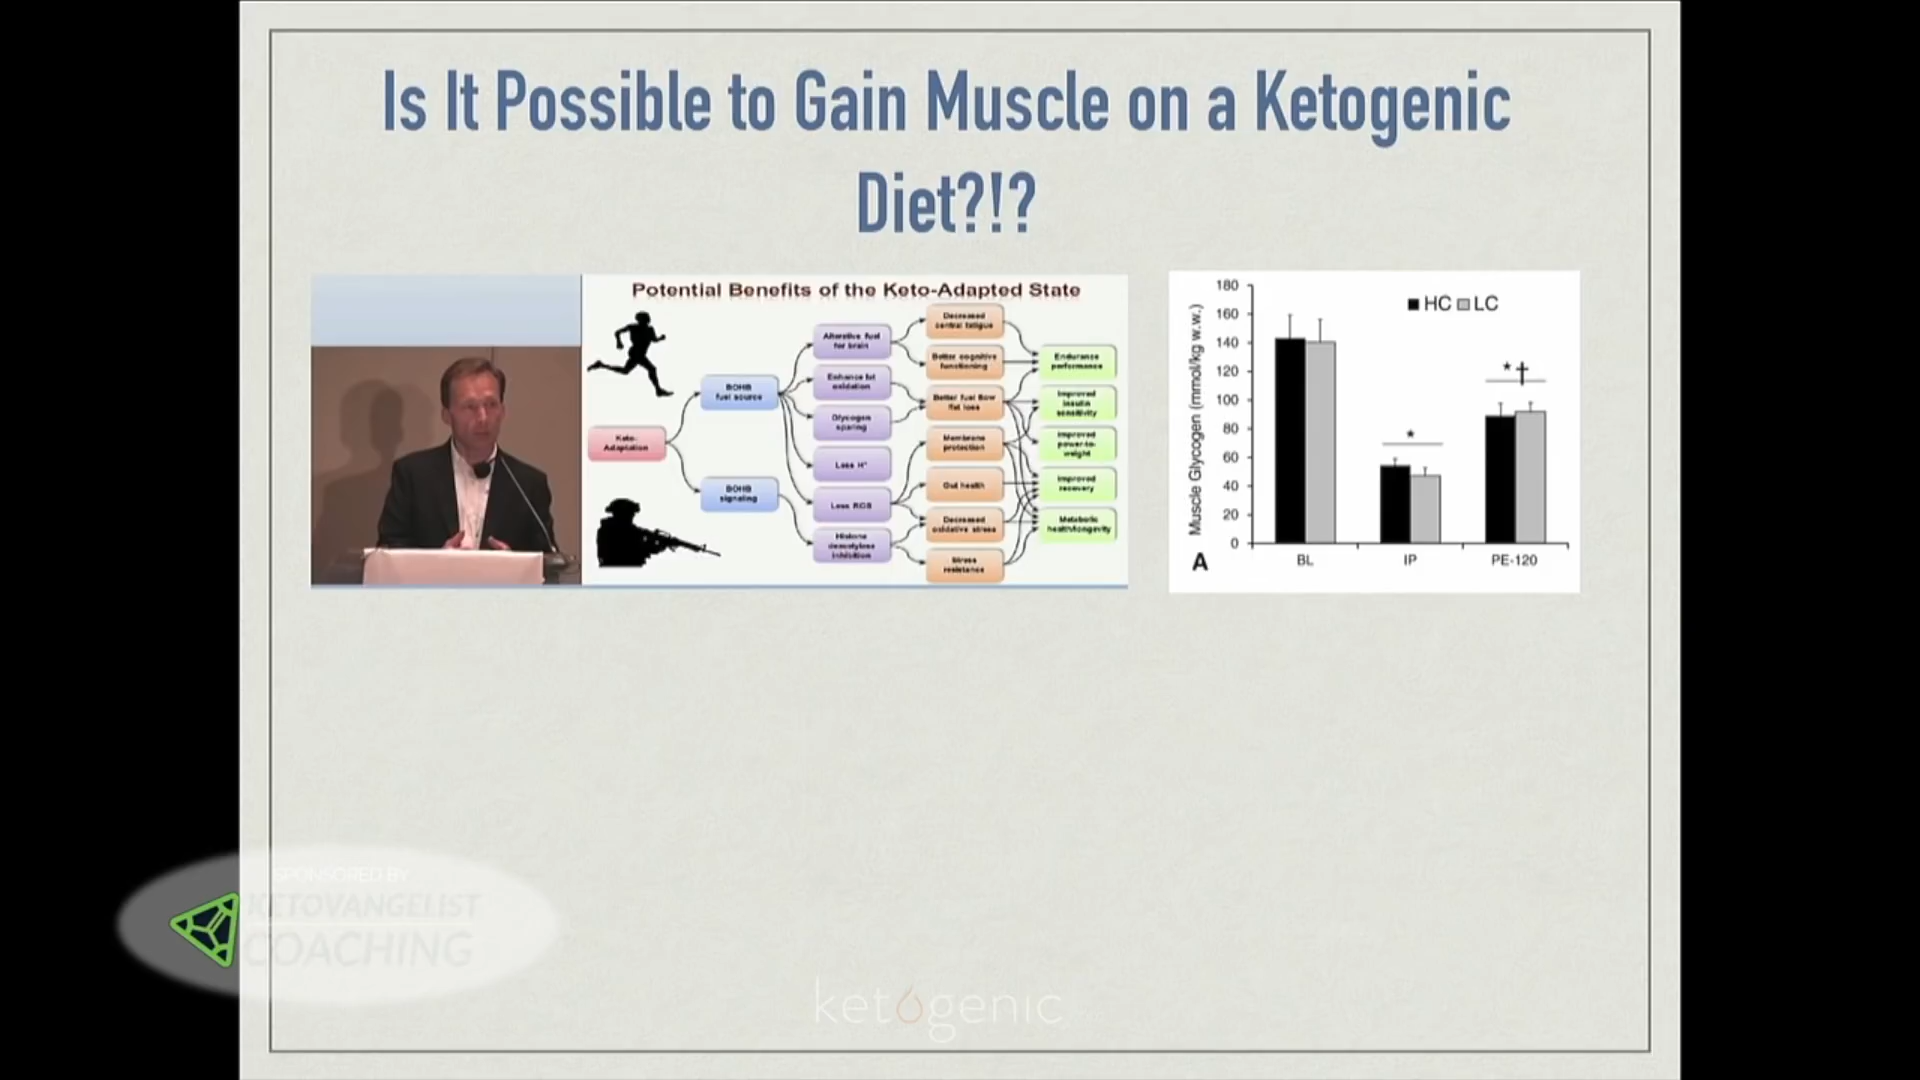 Is It Possible to Gain Muscle on a Ketogenic
Diet?!?
Potential Benefits of the Keto-Adapted State
Keto-
Adaptation
BOHB
fuel source
BOHB
signaling
Alterative fuel
for brain
Enhance fat
oxidation
Glycogen
sparing
Less H⁺
Less ROS
Histone
deacetylase
inhibition
Decreased
central fatigue
Better cognitive
functioning
Better fuel flow
fat loss
Membrane
protection
Gut health
Decreased
oxidative stress
Stress
resistance
Endurance
performance
Improved
insulin
sensitivity
Improved
power-to-
weight
Improved
recovery
Metabolic
health/longevity
Muscle Glycogen (mmol/kg w.w.)
180
160
140
120
100
80
60
40
20
0
HC LC
*
*†
BL IP PE-120
A
SPONSORED BY
KETOVANGELIST
COACHING
ketogenic